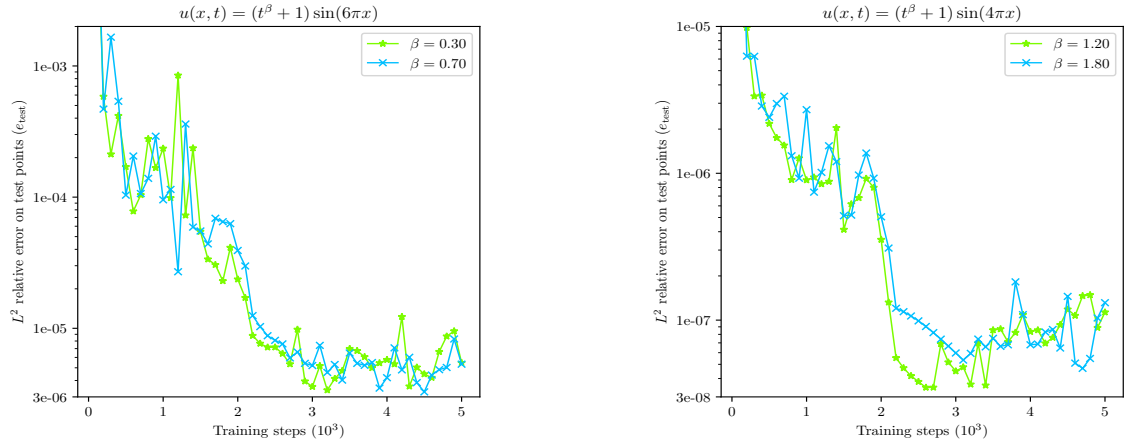 u(x, t) = (t^β + 1) sin(6πx)
β = 0.30
β = 0.70
1e-03
1e-04
1e-05
3e-06
L² relative error on test points (e_test)
0 1 2 3 4 5
Training steps (10³)
u(x, t) = (t^β + 1) sin(4πx)
β = 1.20
β = 1.80
1e-05
1e-06
1e-07
3e-08
L² relative error on test points (e_test)
0 1 2 3 4 5
Training steps (10³)